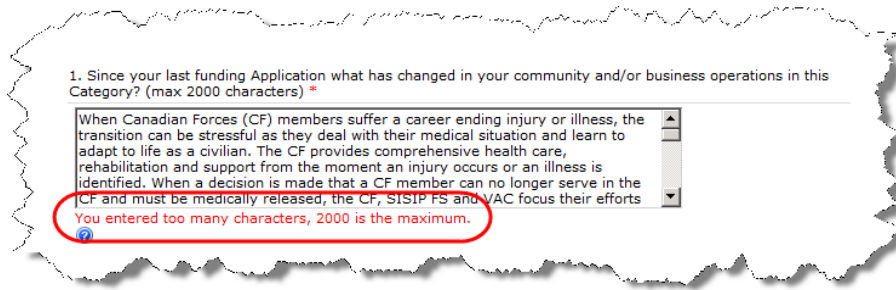 1. Since your last funding Application what has changed in your community and/or business operations in this
Category? (max 2000 characters) *
When Canadian Forces (CF) members suffer a career ending injury or illness, the
transition can be stressful as they deal with their medical situation and learn to
adapt to life as a civilian. The CF provides comprehensive health care,
rehabilitation and support from the moment an injury occurs or an illness is
identified. When a decision is made that a CF member can no longer serve in the
CF and must be medically released, the CF, SISIP FS and VAC focus their efforts
You entered too many characters, 2000 is the maximum.
?